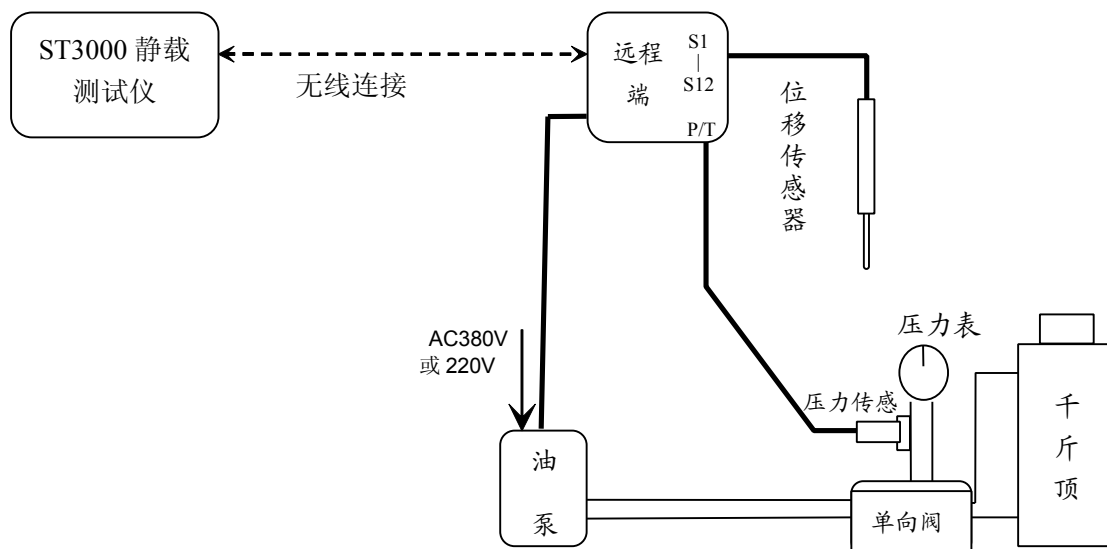 ST3000 静载
测试仪
无线连接
远程
端
S1
|
S12
P/T
位移传感器
AC380V
或 220V
压力表
压力传感
千斤顶
油
泵
单向阀